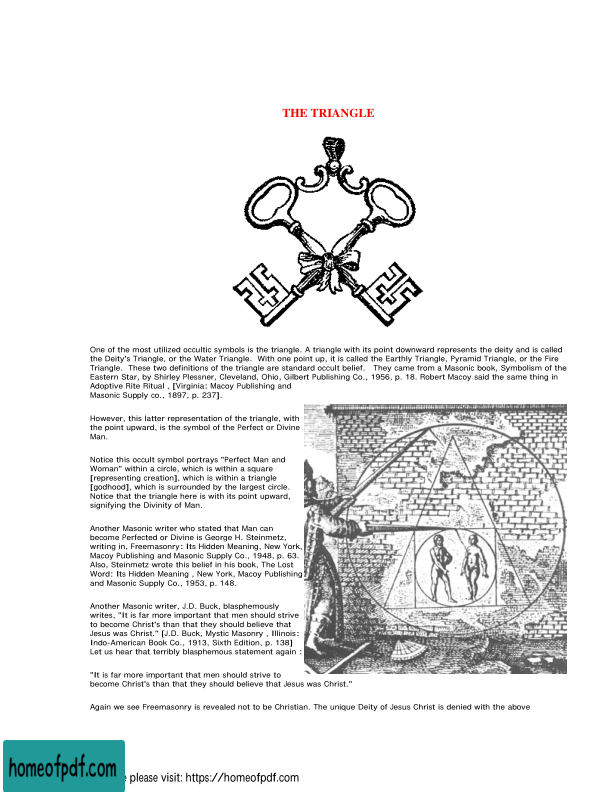 THE TRIANGLE
One of the most utilized occultic symbols is the triangle. A triangle with its point downward represents the deity and is called
the Deity's Triangle, or the Water Triangle. With one point up, it is called the Earthly Triangle, Pyramid Triangle, or the Fire
Triangle. These two definitions of the triangle are standard occult belief. They came from a Masonic book, Symbolism of the
Eastern Star, by Shirley Plessner, Cleveland, Ohio, Gilbert Publishing Co., 1956, p. 18. Robert Macoy said the same thing in
Adoptive Rite Ritual , [Virginia: Macoy Publishing and
Masonic Supply co., 1897, p. 237].
However, this latter representation of the triangle, with
the point upward, is the symbol of the Perfect or Divine
Man.
Notice this occult symbol portrays "Perfect Man and
Woman" within a circle, which is within a square
[representing creation], which is within a triangle
[godhood], which is surrounded by the largest circle.
Notice that the triangle here is with its point upward,
signifying the Divinity of Man.
Another Masonic writer who stated that Man can
become Perfected or Divine is George H. Steinmetz,
writing in, Freemasonry: Its Hidden Meaning, New York,
Macoy Publishing and Masonic Supply Co., 1948, p. 63.
Also, Steinmetz wrote this belief in his book, The Lost
Word: Its Hidden Meaning , New York, Macoy Publishing
and Masonic Supply Co., 1953, p. 148.
Another Masonic writer, J.D. Buck, blasphemously
writes, "It is far more important that men should strive
to become Christ's than that they should believe that
Jesus was Christ." [J.D. Buck, Mystic Masonry , Illinois:
Indo-American Book Co., 1913, Sixth Edition, p. 138]
Let us hear that terribly blasphemous statement again :
"It is far more important that men should strive to
become Christ's than that they should believe that Jesus was Christ."
Again we see Freemasonry is revealed not to be Christian. The unique Deity of Jesus Christ is denied with the above
homeofpdf.com
please visit: https://homeofpdf.com